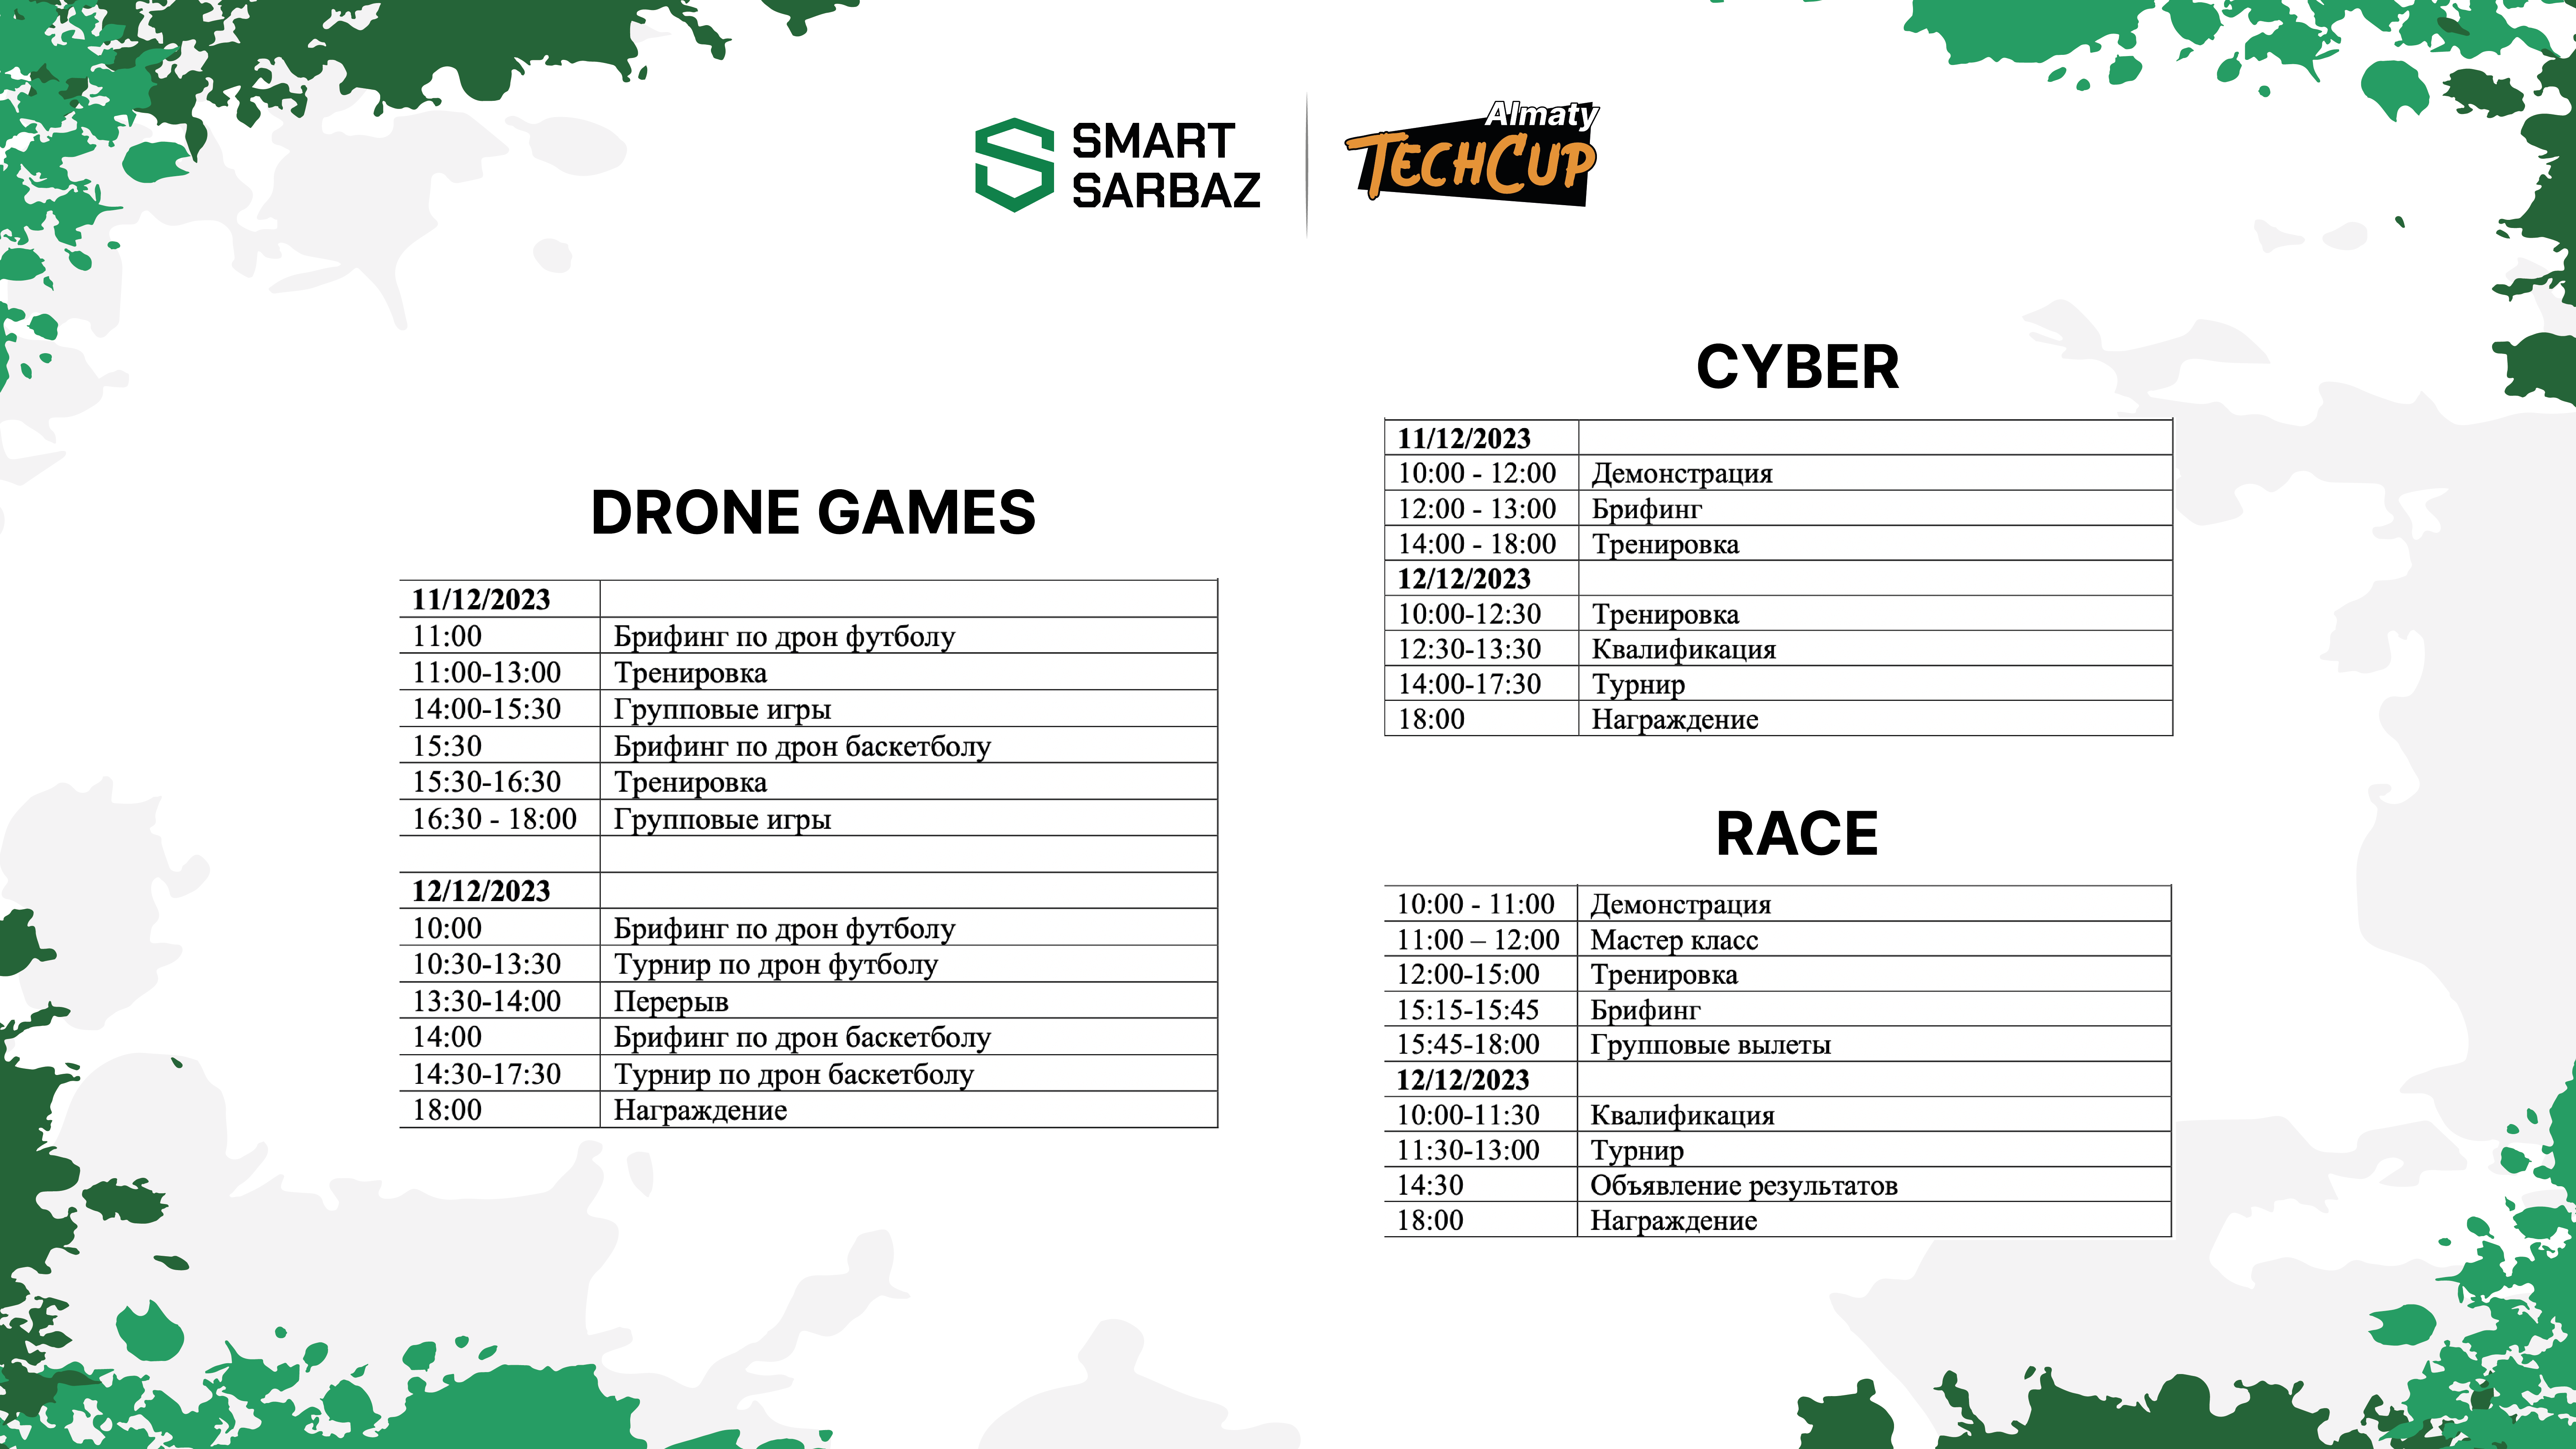 SMART
SARBAZ
Almaty
TECHCUP
DRONE GAMES
11/12/2023
11:00 Брифинг по дрон футболу
11:00-13:00 Тренировка
14:00-15:30 Групповые игры
15:30 Брифинг по дрон баскетболу
15:30-16:30 Тренировка
16:30 - 18:00 Групповые игры
12/12/2023
10:00 Брифинг по дрон футболу
10:30-13:30 Турнир по дрон футболу
13:30-14:00 Перерыв
14:00 Брифинг по дрон баскетболу
14:30-17:30 Турнир по дрон баскетболу
18:00 Награждение
CYBER
11/12/2023
10:00 - 12:00 Демонстрация
12:00 - 13:00 Брифинг
14:00 - 18:00 Тренировка
12/12/2023
10:00-12:30 Тренировка
12:30-13:30 Квалификация
14:00-17:30 Турнир
18:00 Награждение
RACE
10:00 - 11:00 Демонстрация
11:00 – 12:00 Мастер класс
12:00-15:00 Тренировка
15:15-15:45 Брифинг
15:45-18:00 Групповые вылеты
12/12/2023
10:00-11:30 Квалификация
11:30-13:00 Турнир
14:30 Объявление результатов
18:00 Награждение